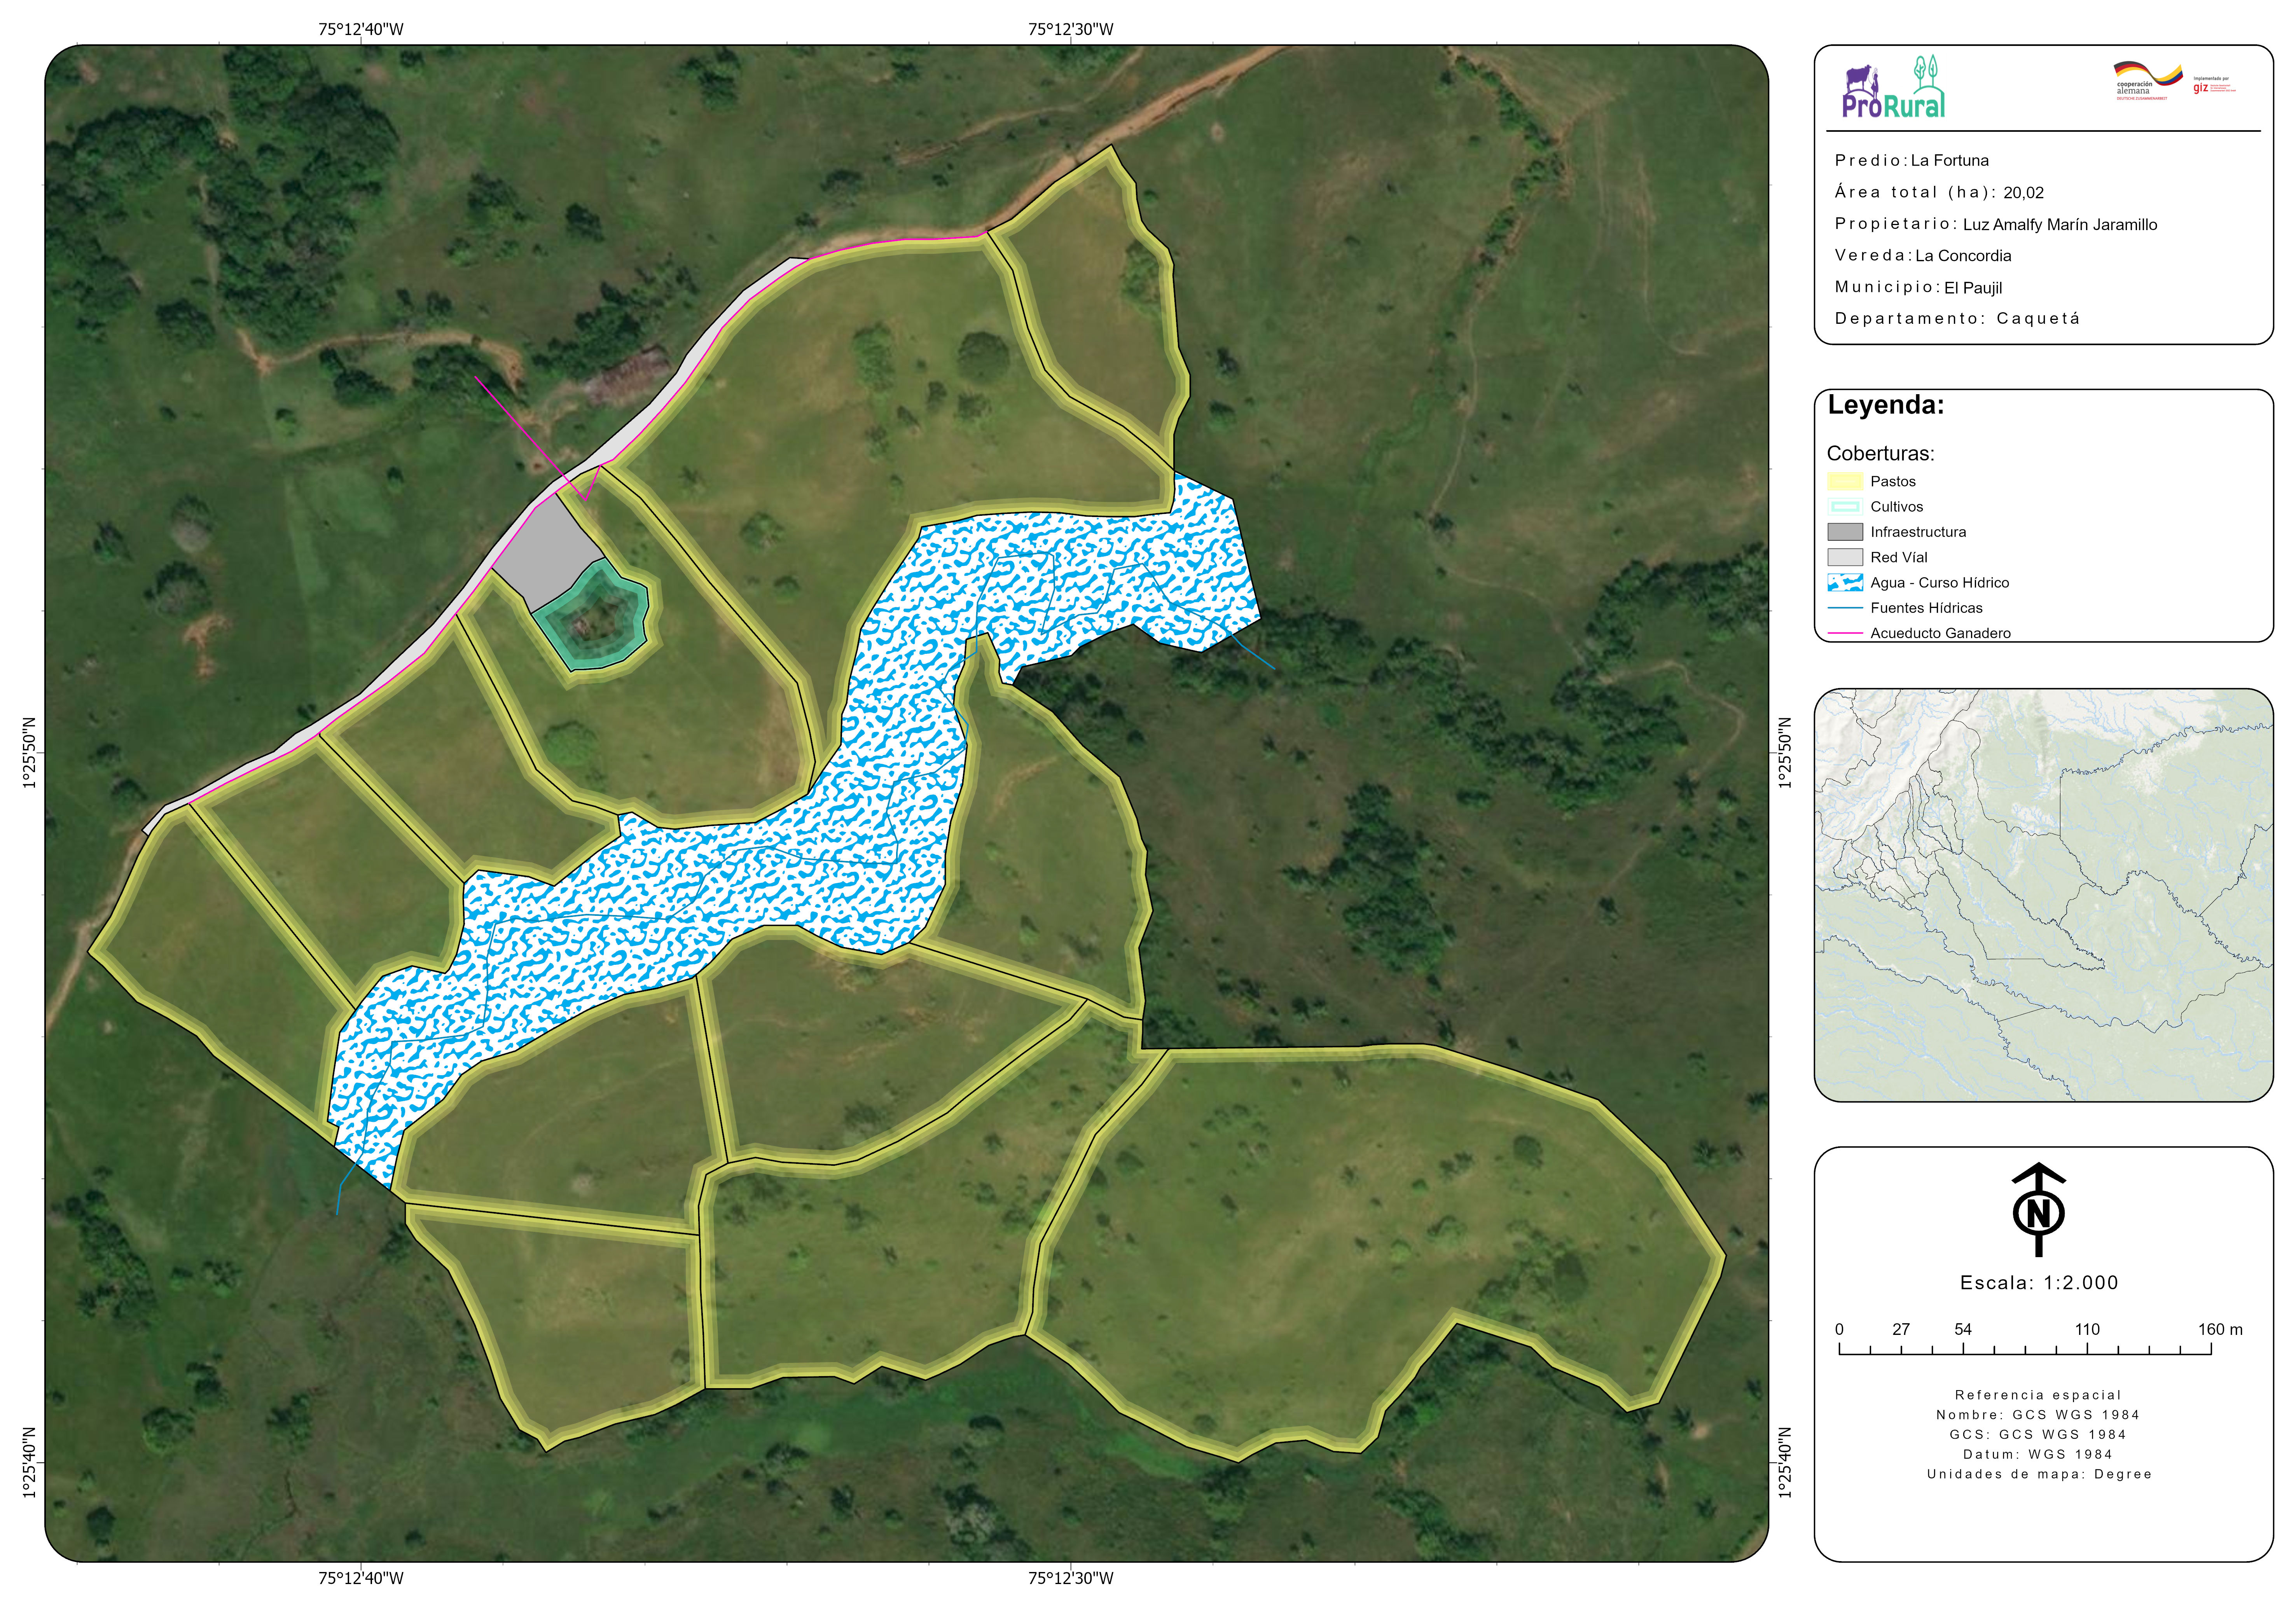 75°12'40"W
75°12'30"W
1°25'50"N
1°25'40"N
1°25'50"N
1°25'40"N
75°12'40"W
75°12'30"W
ProRural
cooperación
alemana
DEUTSCHE ZUSAMMENARBEIT
Implementado por
giz
Predio: La Fortuna
Área total (ha): 20,02
Propietario: Luz Amalfy Marín Jaramillo
Vereda: La Concordia
Municipio: El Paujil
Departamento: Caquetá
Leyenda:
Coberturas:
Pastos
Cultivos
Infraestructura
Red Víal
Agua - Curso Hídrico
Fuentes Hídricas
Acueducto Ganadero
N
Escala: 1:2.000
0 27 54 110 160 m
Referencia espacial
Nombre: GCS WGS 1984
GCS: GCS WGS 1984
Datum: WGS 1984
Unidades de mapa: Degree